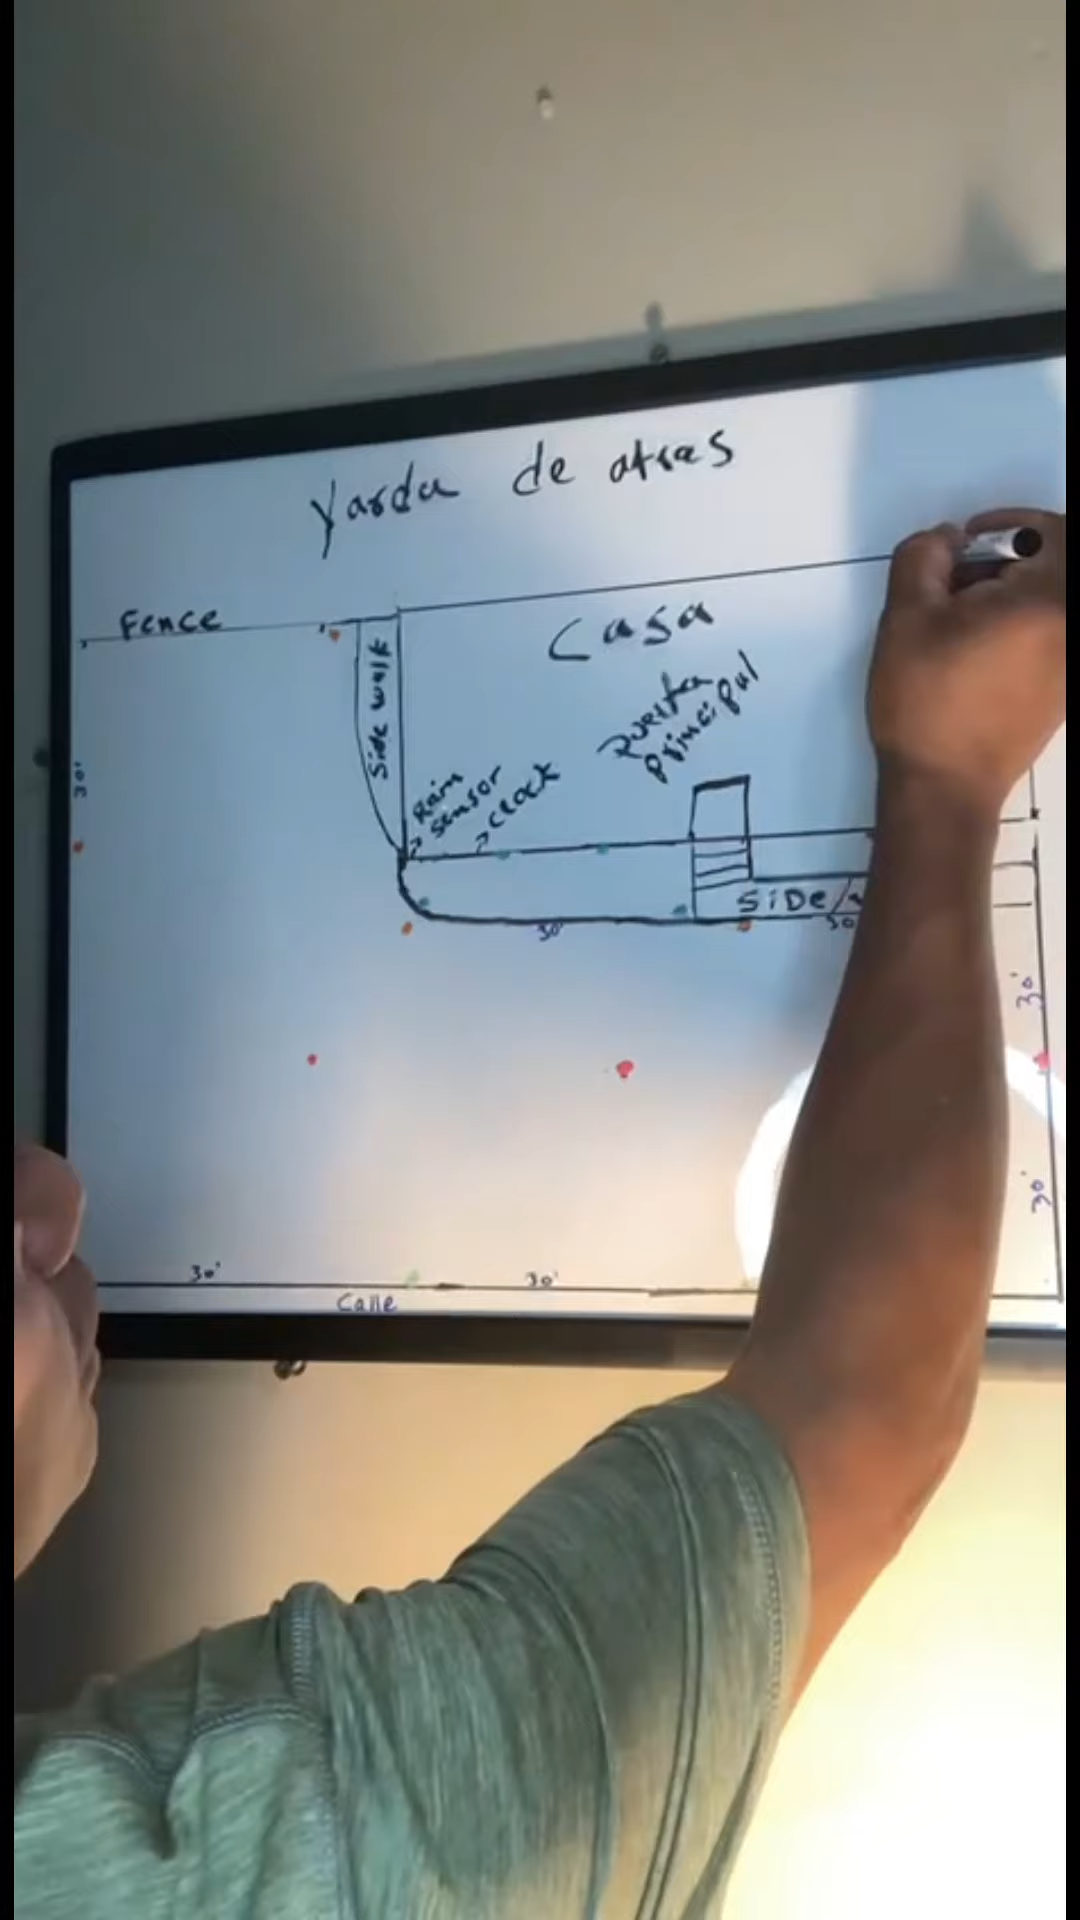 Yarda de atras
Fence
Casa
Side walk
Puerta
principal
Rain
sensor
clock
30'
SiDe
30'
30
30'
30'
30'
30'
Calle